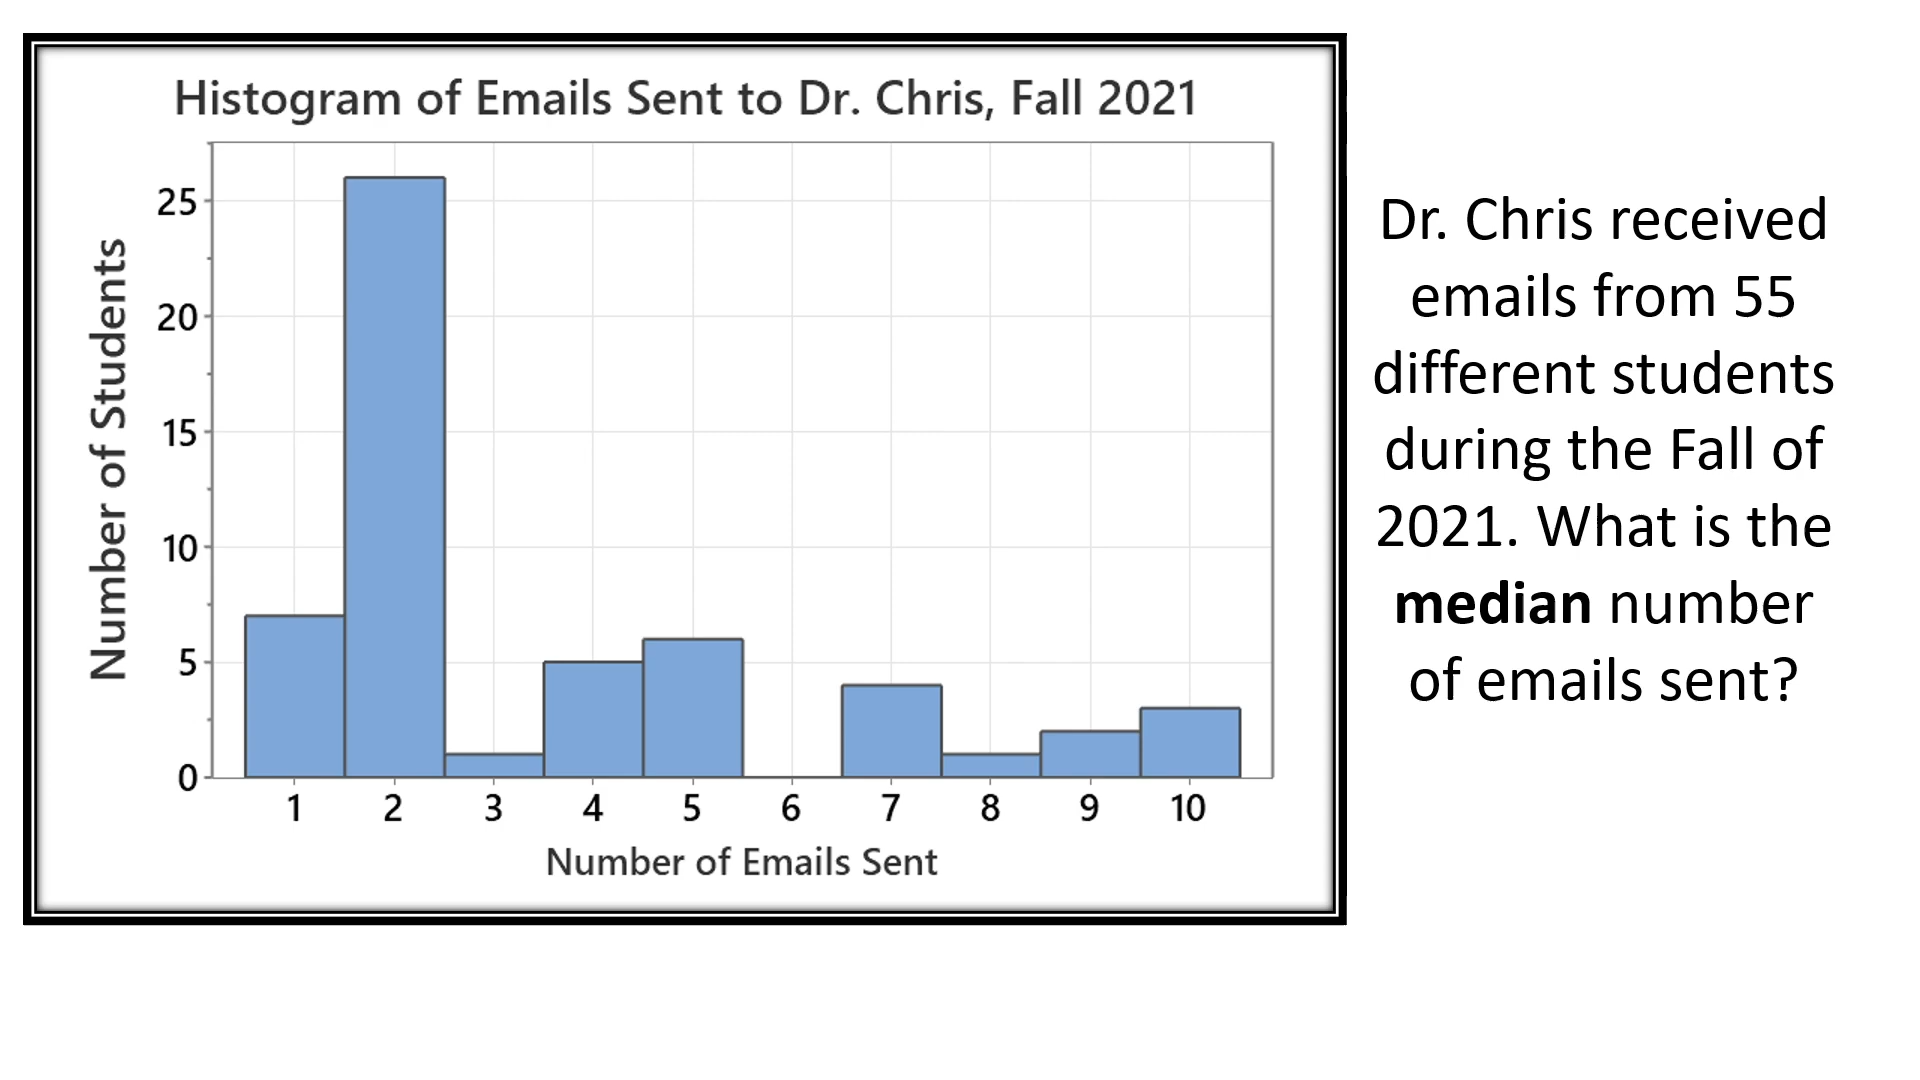 Histogram of Emails Sent to Dr. Chris, Fall 2021
Number of Students
25
20
15
10
5
0
1 2 3 4 5 6 7 8 9 10
Number of Emails Sent
Dr. Chris received
emails from 55
different students
during the Fall of
2021. What is the
median number
of emails sent?